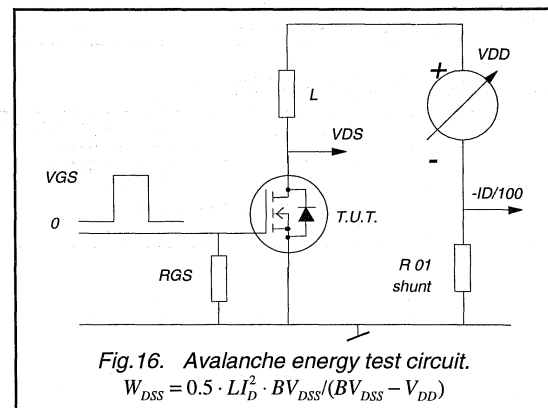 VDD
+
L
VDS
-
VGS
-ID/100
0
T.U.T.
RGS
R 01
shunt
Fig.16. Avalanche energy test circuit.
W_DSS = 0.5 · LI_D^2 · BV_DSS/(BV_DSS − V_DD)